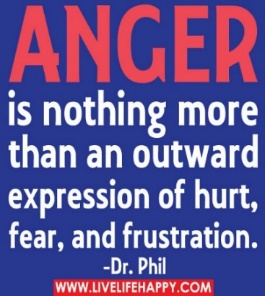 ANGER
is nothing more
than an outward
expression of hurt,
fear, and frustration.
-Dr. Phil
WWW.LIVELIFEHAPPY.COM